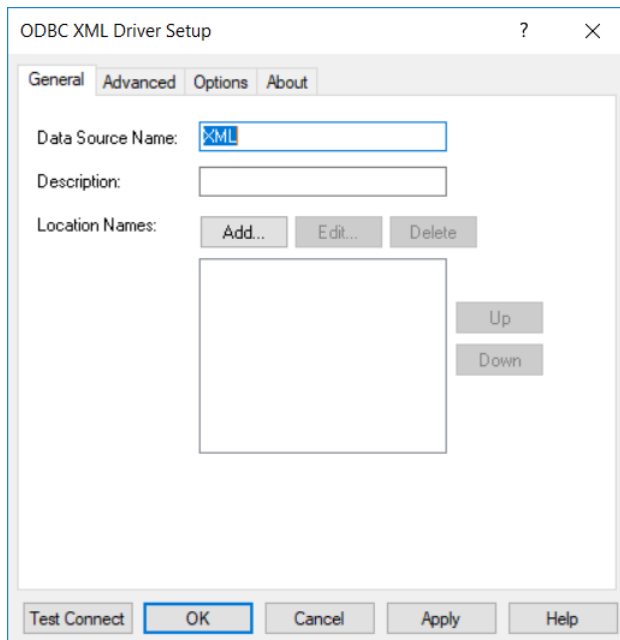 ODBC XML Driver Setup ?
General Advanced Options About
Data Source Name: XML
Description:
Location Names: Add... Edit... Delete
Up
Down
Test Connect OK Cancel Apply Help